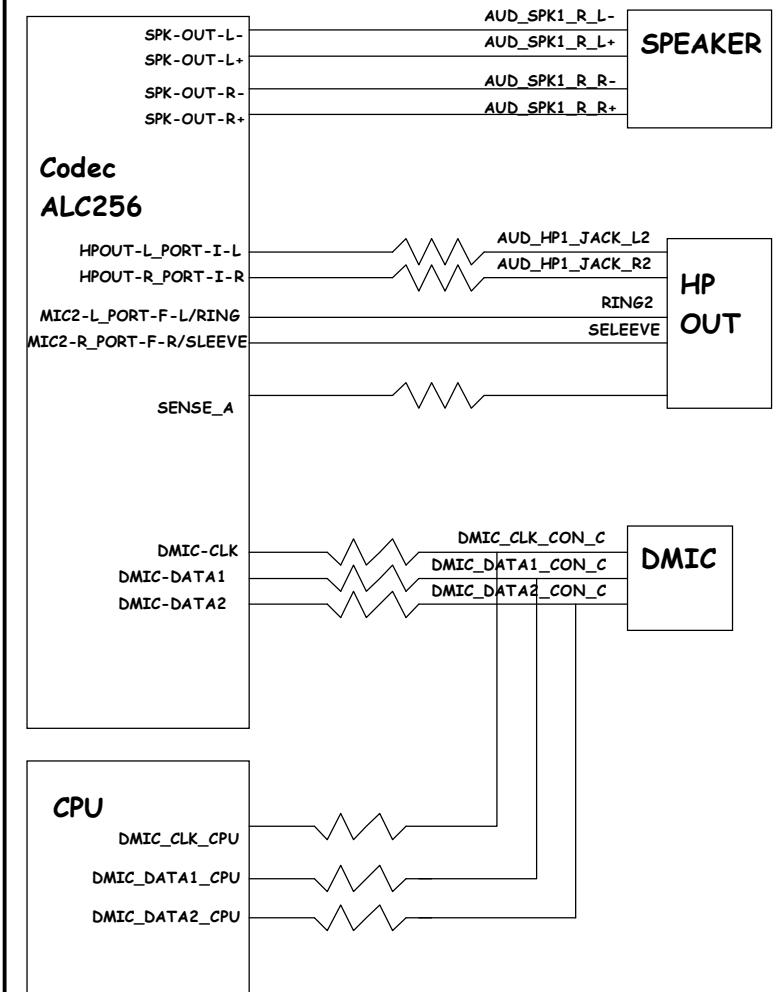 AUD_SPK1_R_L-
SPK-OUT-L-
AUD_SPK1_R_L+
SPEAKER
SPK-OUT-L+
AUD_SPK1_R_R-
SPK-OUT-R-
AUD_SPK1_R_R+
SPK-OUT-R+
Codec
ALC256
AUD_HP1_JACK_L2
HPOUT-L_PORT-I-L
AUD_HP1_JACK_R2
HPOUT-R_PORT-I-R
HP
OUT
RING2
MIC2-L_PORT-F-L/RING
SELEEVE
MIC2-R_PORT-F-R/SLEEVE
SENSE_A
DMIC_CLK_CON_C
DMIC-CLK
DMIC
DMIC_DATA1_CON_C
DMIC-DATA1
DMIC_DATA2_CON_C
DMIC-DATA2
CPU
DMIC_CLK_CPU
DMIC_DATA1_CPU
DMIC_DATA2_CPU